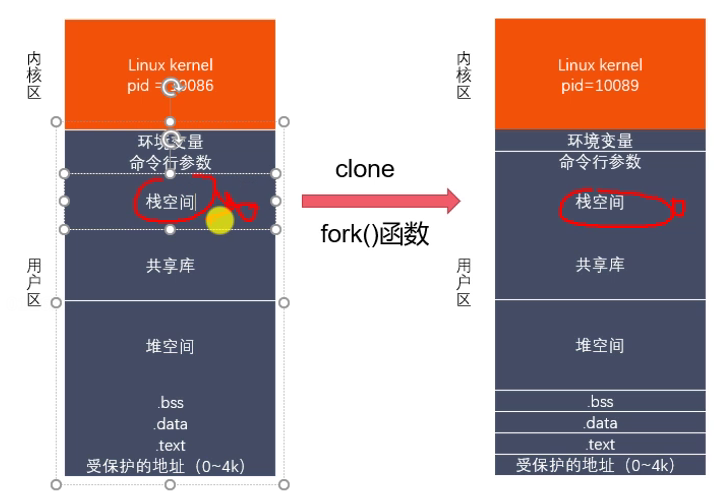 内核区
Linux kernel
pid = 10086
环境变量
命令行参数
栈空间
用户区
共享库
堆空间
.bss
.data
.text
受保护的地址（0~4k）
clone
fork()函数
内核区
Linux kernel
pid=10089
环境变量
命令行参数
栈空间
用户区
共享库
堆空间
.bss
.data
.text
受保护的地址（0~4k）